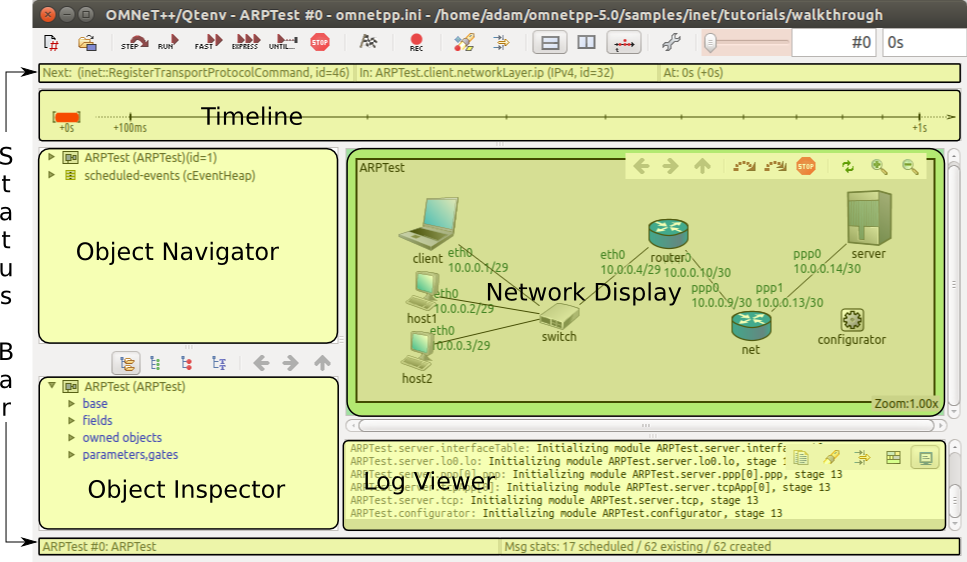 OMNeT++/Qtenv - ARPTest #0 - omnetpp.ini - /home/adam/omnetpp-5.0/samples/inet/tutorials/walkthrough
STEP RUN FAST EXPRESS UNTIL... STOP REC #0 0s
Next: (inet::RegisterTransportProtocolCommand, id=46) In: ARPTest.client.networkLayer.ip (IPv4, id=32) At: 0s (+0s)
Timeline
+0s +100ms +1s
Status Bar
ARPTest (ARPTest)(id=1)
scheduled-events (cEventHeap)
Object Navigator
ARPTest
STOP
client
eth0
10.0.0.1/29
host1
eth0
10.0.0.2/29
host2
eth0
10.0.0.3/29
switch
Network Display
eth0
10.0.0.4/29
router
10.0.0.10/30
ppp0
10.0.0.9/30
ppp1
10.0.0.13/30
net
ppp0
10.0.0.14/30
server
configurator
Zoom:1.00x
ARPTest (ARPTest)
base
fields
owned objects
parameters,gates
Object Inspector
ARPTest.server.interfaceTable: Initializing module ARPTest.server.interfa
ARPTest.server.lo0.lo: Initializing module ARPTest.server.lo0.lo, stage 1
Initializing module ARPTest.server.ppp[0].ppp, stage 13
Initializing module ARPTest.server.tcpApp[0], stage 13
ARPTest.server.tcp: Initializing module ARPTest.server.tcp, stage 13
ARPTest.configurator: Initializing module ARPTest.configurator, stage 13
Log Viewer
ARPTest #0: ARPTest
Msg stats: 17 scheduled / 62 existing / 62 created